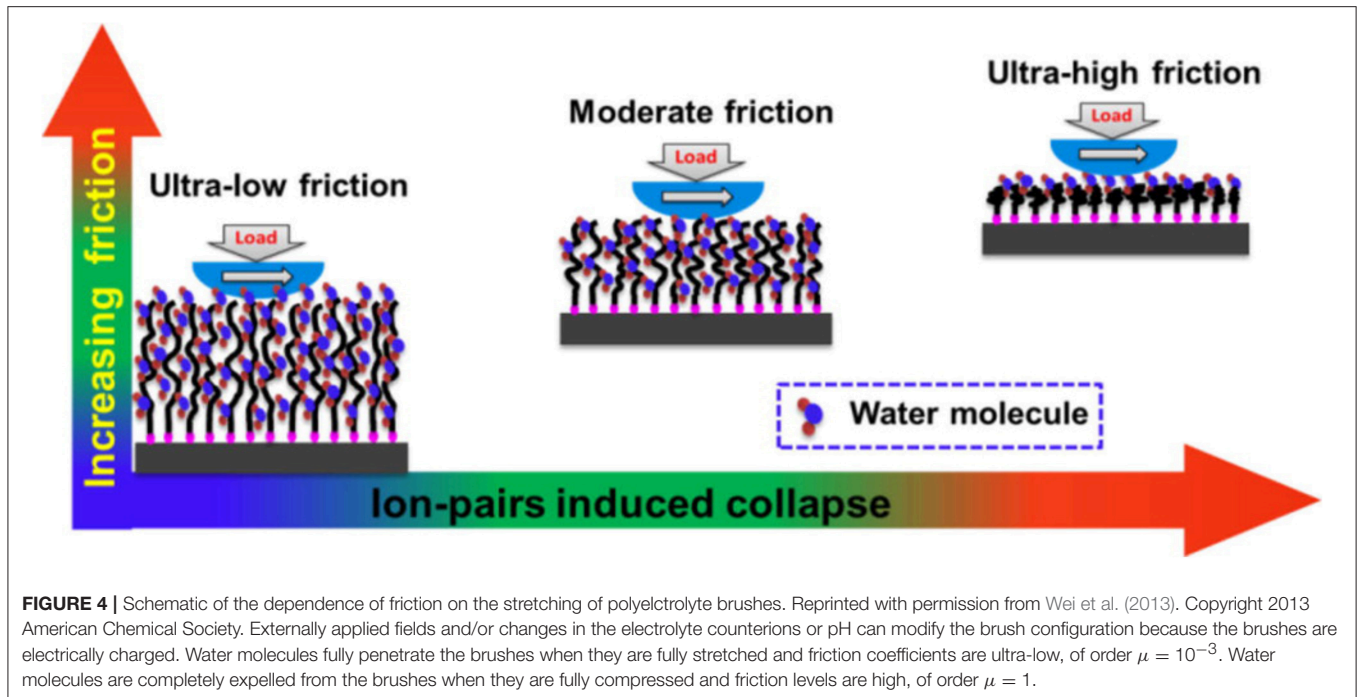 Increasing friction
Ultra-low friction
Load
Moderate friction
Load
Ultra-high friction
Load
Water molecule
Ion-pairs induced collapse
FIGURE 4 | Schematic of the dependence of friction on the stretching of polyelctrolyte brushes. Reprinted with permission from Wei et al. (2013). Copyright 2013
American Chemical Society. Externally applied fields and/or changes in the electrolyte counterions or pH can modify the brush configuration because the brushes are
electrically charged. Water molecules fully penetrate the brushes when they are fully stretched and friction coefficients are ultra-low, of order μ = 10⁻³. Water
molecules are completely expelled from the brushes when they are fully compressed and friction levels are high, of order μ = 1.